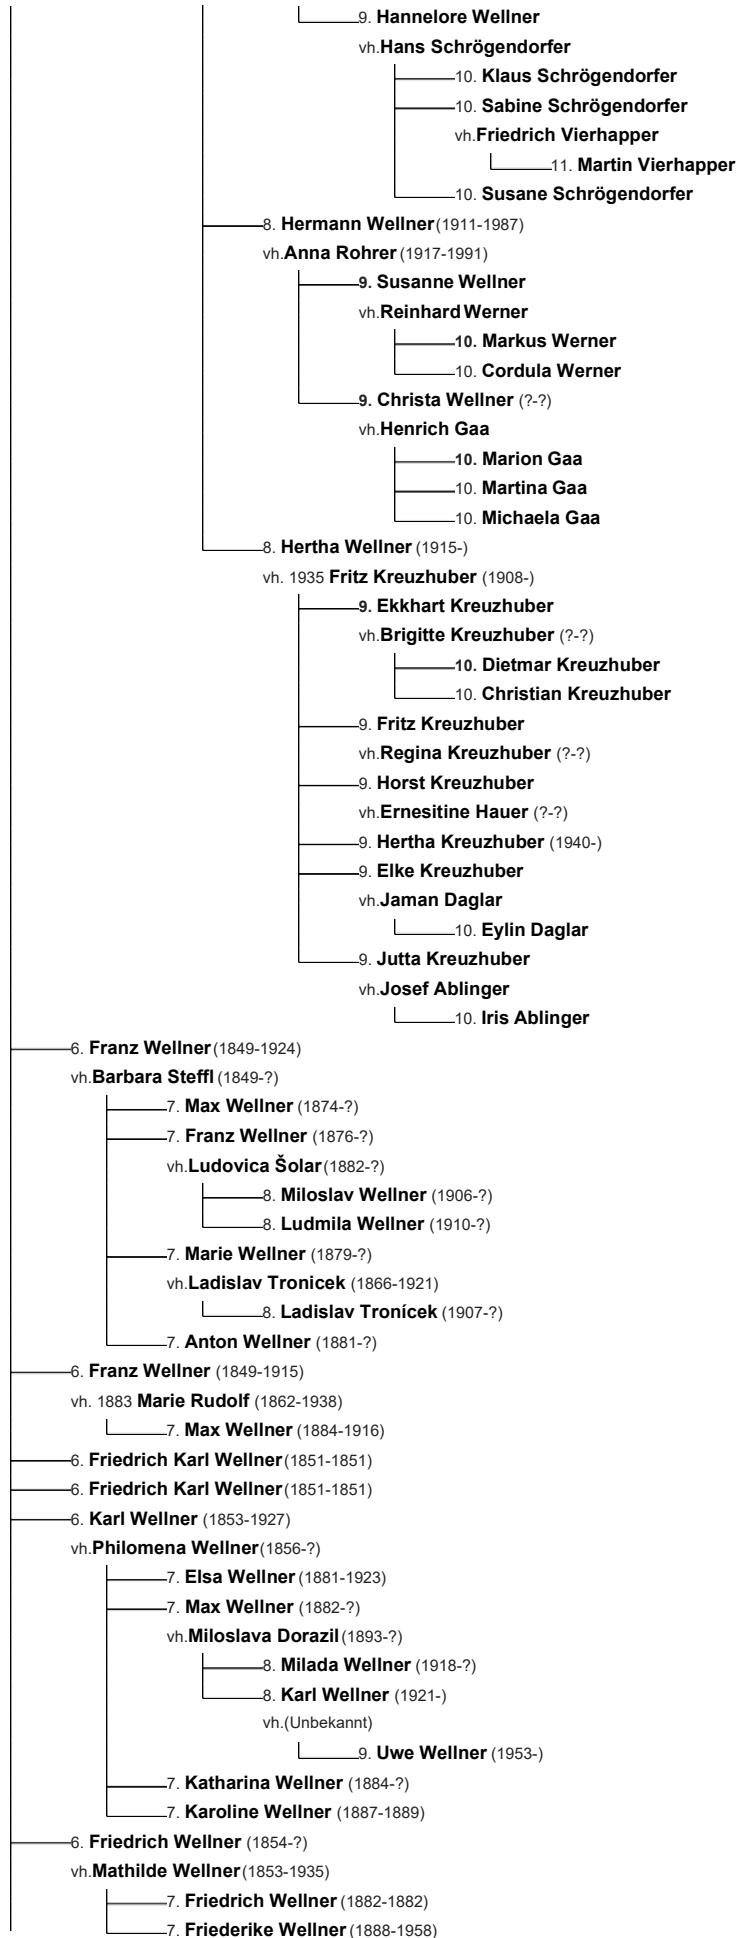 9. Hannelore Wellner
vh.Hans Schrögendorfer
10. Klaus Schrögendorfer
10. Sabine Schrögendorfer
vh.Friedrich Vierhapper
11. Martin Vierhapper
10. Susane Schrögendorfer
8. Hermann Wellner (1911-1987)
vh.Anna Rohrer (1917-1991)
9. Susanne Wellner
vh.Reinhard Werner
10. Markus Werner
10. Cordula Werner
9. Christa Wellner (?-?)
vh.Henrich Gaa
10. Marion Gaa
10. Martina Gaa
10. Michaela Gaa
8. Hertha Wellner (1915-)
vh. 1935 Fritz Kreuzhuber (1908-)
9. Ekkhart Kreuzhuber
vh.Brigitte Kreuzhuber (?-?)
10. Dietmar Kreuzhuber
10. Christian Kreuzhuber
9. Fritz Kreuzhuber
vh.Regina Kreuzhuber (?-?)
9. Horst Kreuzhuber
vh.Ernesitine Hauer (?-?)
9. Hertha Kreuzhuber (1940-)
9. Elke Kreuzhuber
vh.Jaman Daglar
10. Eylin Daglar
9. Jutta Kreuzhuber
vh.Josef Ablinger
10. Iris Ablinger
6. Franz Wellner (1849-1924)
vh.Barbara Steffl (1849-?)
7. Max Wellner (1874-?)
7. Franz Wellner (1876-?)
vh.Ludovica Šolar (1882-?)
8. Miloslav Wellner (1906-?)
8. Ludmila Wellner (1910-?)
7. Marie Wellner (1879-?)
vh.Ladislav Tronicek (1866-1921)
8. Ladislav Tronícek (1907-?)
7. Anton Wellner (1881-?)
6. Franz Wellner (1849-1915)
vh. 1883 Marie Rudolf (1862-1938)
7. Max Wellner (1884-1916)
6. Friedrich Karl Wellner (1851-1851)
6. Friedrich Karl Wellner (1851-1851)
6. Karl Wellner (1853-1927)
vh.Philomena Wellner (1856-?)
7. Elsa Wellner (1881-1923)
7. Max Wellner (1882-?)
vh.Miloslava Dorazil (1893-?)
8. Milada Wellner (1918-?)
8. Karl Wellner (1921-)
vh.(Unbekannt)
9. Uwe Wellner (1953-)
7. Katharina Wellner (1884-?)
7. Karoline Wellner (1887-1889)
6. Friedrich Wellner (1854-?)
vh.Mathilde Wellner (1853-1935)
7. Friedrich Wellner (1882-1882)
7. Friederike Wellner (1888-1958)